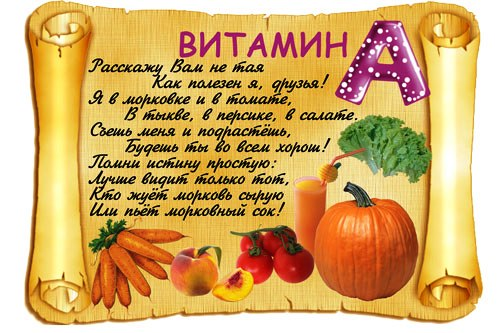 ВИТАМИН А
Расскажу Вам не тая
Как полезен я, друзья!
Я в морковке и в томате,
В тыкве, в персике, в салате,
Съешь меня и подрастёшь,
Будешь ты во всем хорош!
Помни истину простую:
Лучше видит только тот,
Кто жуёт морковь сырую
Или пьёт морковный сок!